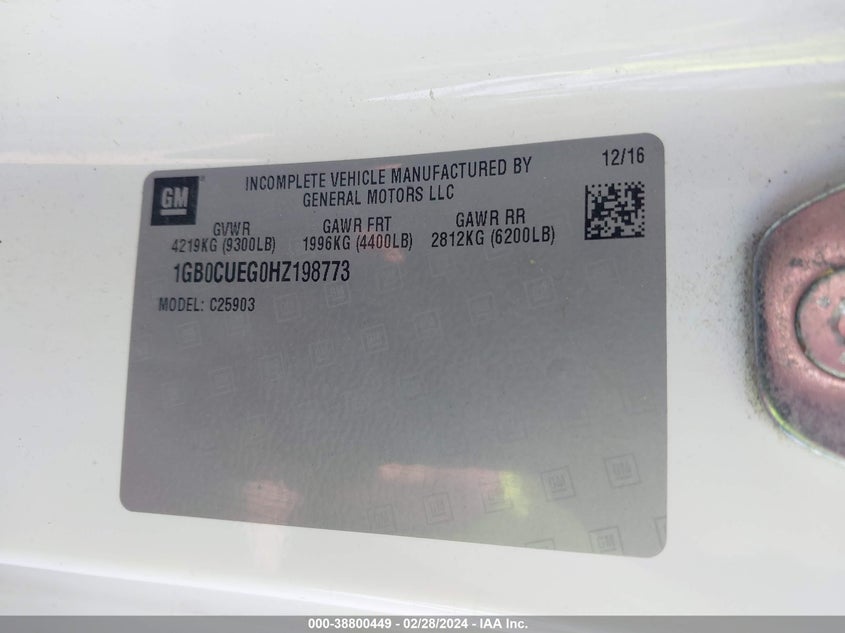 GM
INCOMPLETE VEHICLE MANUFACTURED BY
GENERAL MOTORS LLC
12/16
GVWR
4219KG (9300LB)
GAWR FRT
1996KG (4400LB)
GAWR RR
2812KG (6200LB)
1GB0CUEG0HZ198773
MODEL: C25903
000-38800449 - 02/28/2024 - IAA Inc.